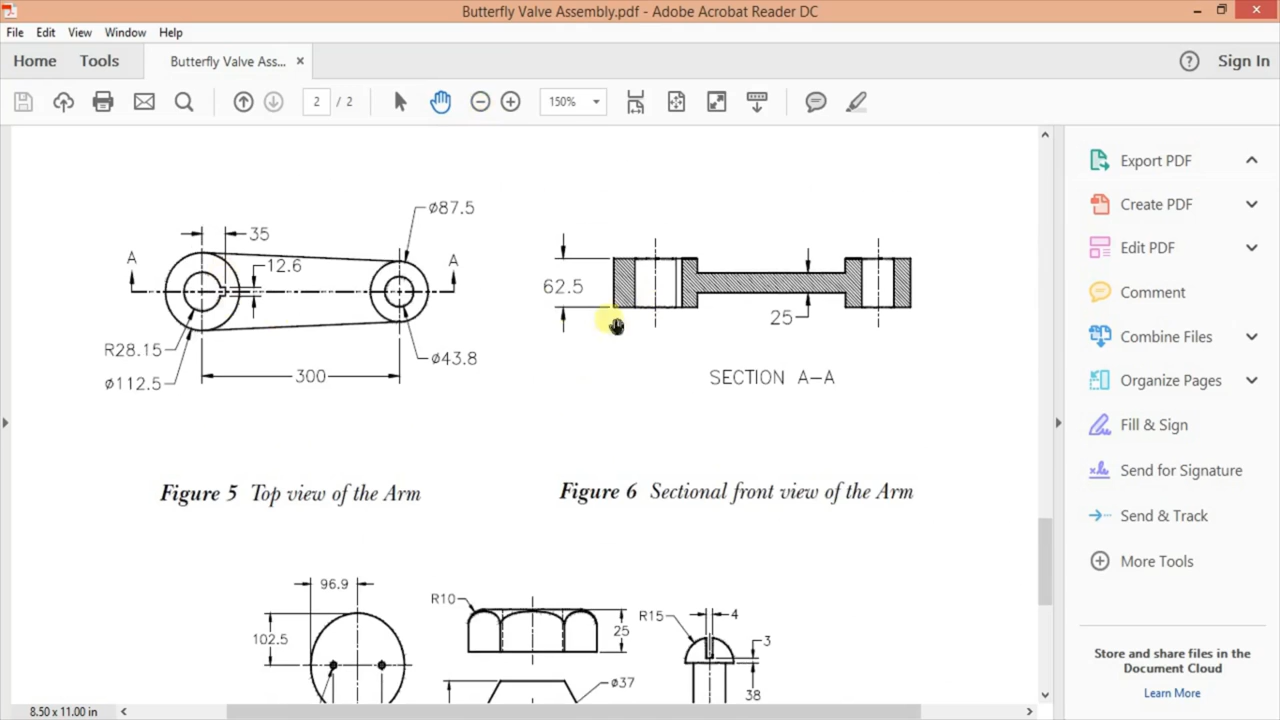 Butterfly Valve Assembly.pdf - Adobe Acrobat Reader DC
File Edit View Window Help
Home Tools Butterfly Valve Ass... × Sign In
2 / 2 150%
Export PDF
Create PDF
Edit PDF
Comment
Combine Files
Organize Pages
Fill & Sign
Send for Signature
Send & Track
More Tools
Store and share files in the
Document Cloud
Learn More
ø87.5
35
A
12.6
A
R28.15
ø112.5
300
ø43.8
62.5
25
SECTION A–A
Figure 5 Top view of the Arm
Figure 6 Sectional front view of the Arm
96.9
102.5
R10
25
ø37
R15
4
3
38
8.50 x 11.00 in